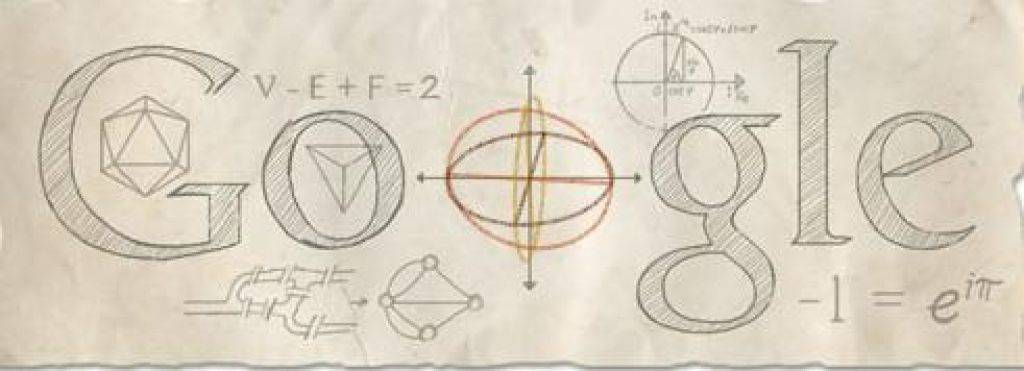 Google
V - E + F = 2
-1 = e^{iπ}